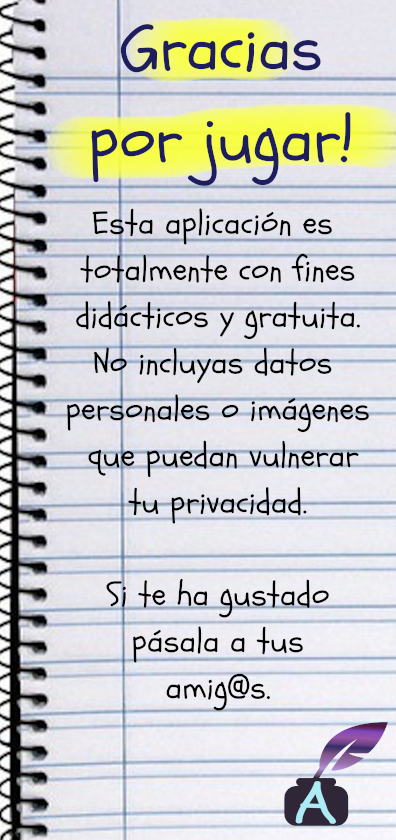 Gracias
por jugar!
Esta aplicación es
totalmente con fines
didácticos y gratuita.
No incluyas datos
personales o imágenes
que puedan vulnerar
tu privacidad.
Si te ha gustado
pásala a tus
amig@s.
A